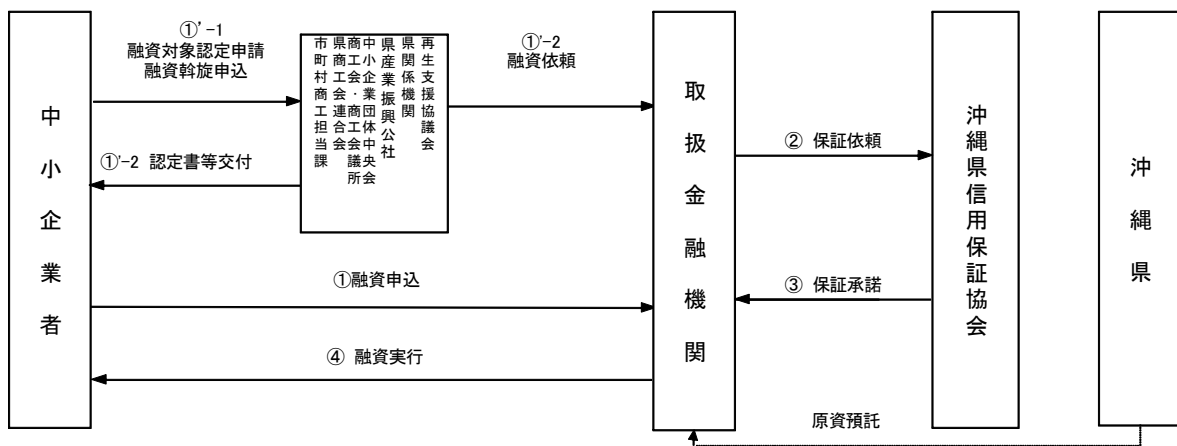 中小企業者
①'-1
融資対象認定申請
融資斡旋申込
①'-2 認定書等交付
再生支援協議会
県関係機関
県産業振興公社
中小企業団体中央会
商工会・商工会議所
県商工会連合会
市町村商工担当課
①'-2
融資依頼
①融資申込
④ 融資実行
取扱金融機関
② 保証依頼
③ 保証承諾
沖縄県信用保証協会
沖縄県
原資預託